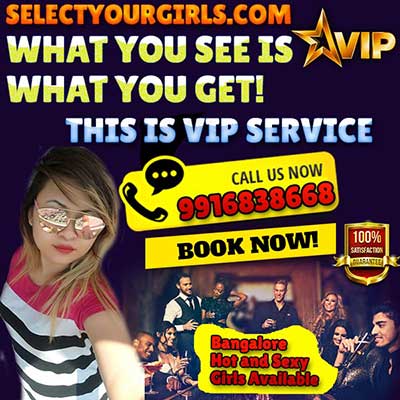 SELECTYOURGIRLS.COM
WHAT YOU SEE IS
VIP
WHAT YOU GET!
THIS IS VIP SERVICE
CALL US NOW
9916838668
BOOK NOW!
100%
SATISFACTION
GUARANTEE
Bangalore
Hot and Sexy
Girls Available